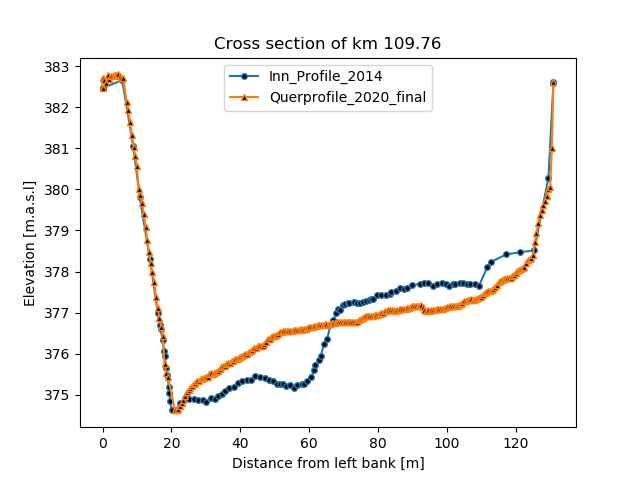 Cross section of km 109.76
Inn_Profile_2014
Querprofile_2020_final
Elevation [m.a.s.l]
383
382
381
380
379
378
377
376
375
0 20 40 60 80 100 120
Distance from left bank [m]